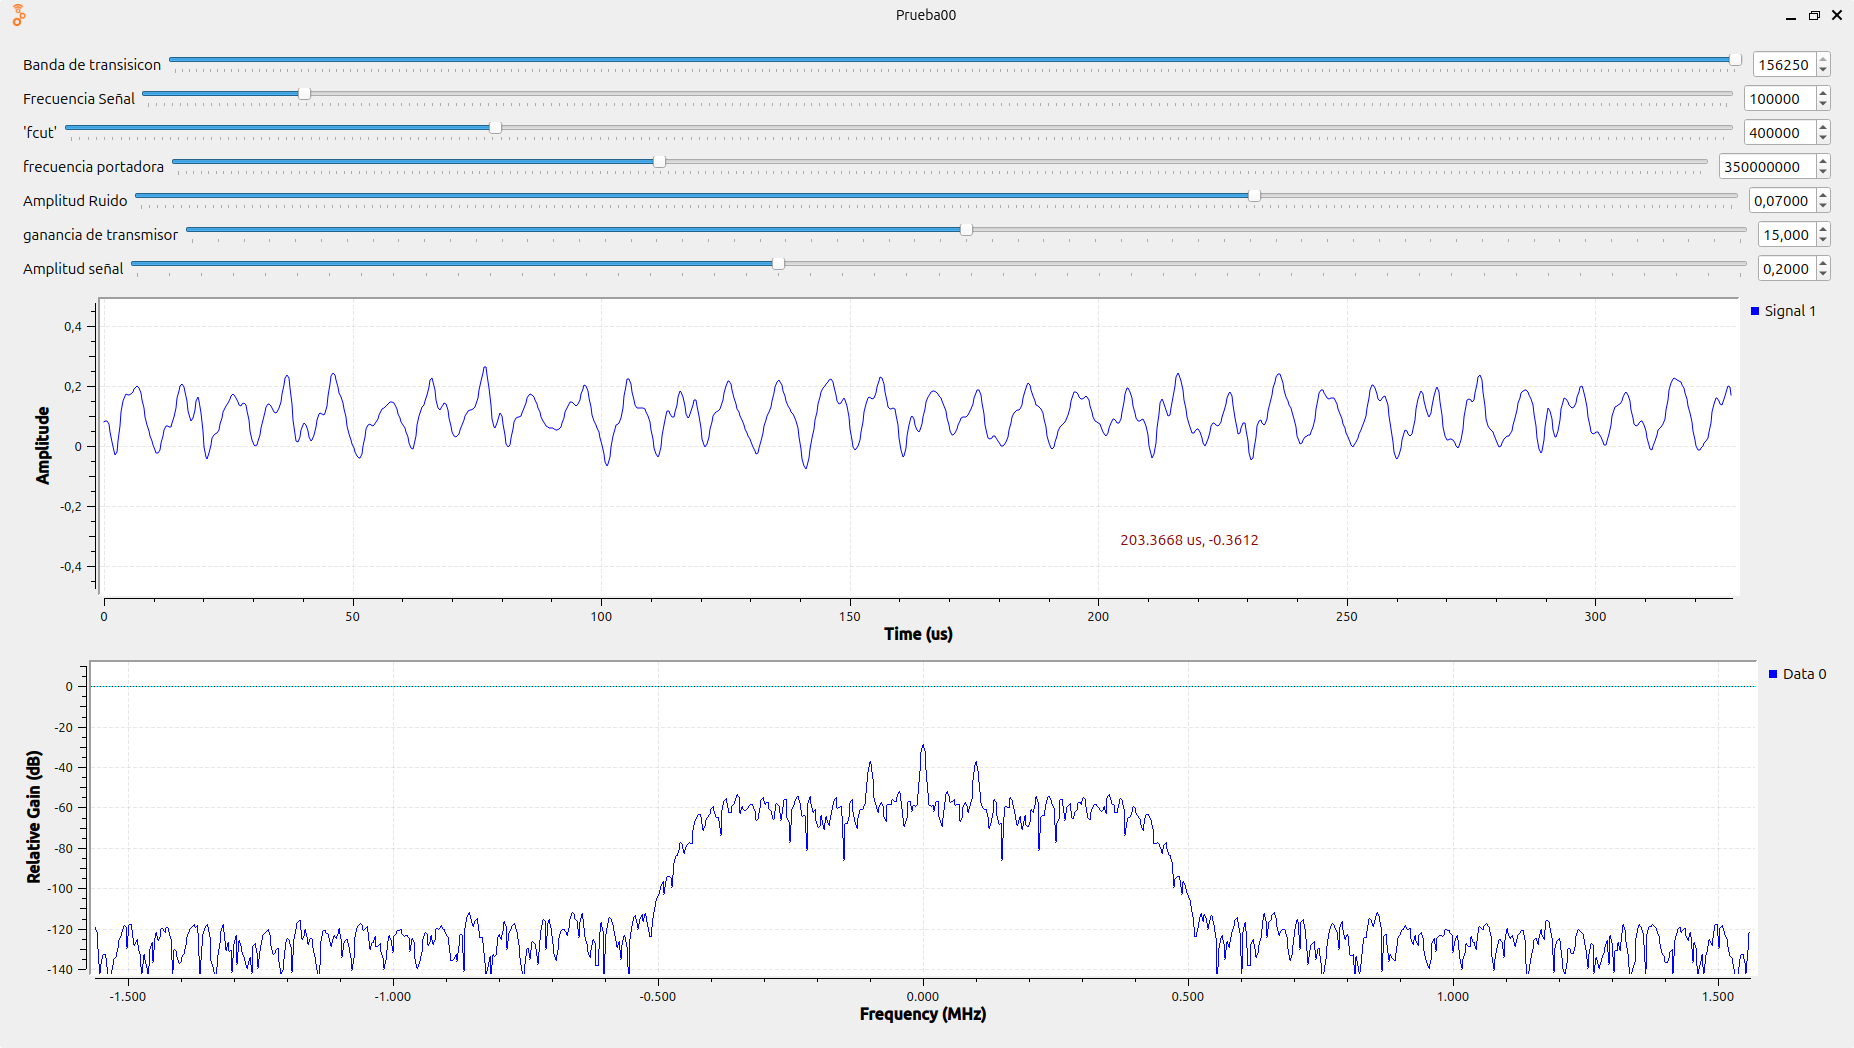 Prueba00
Banda de transisicon 156250
Frecuencia Señal 100000
'fcut' 400000
frecuencia portadora 350000000
Amplitud Ruido 0,07000
ganancia de transmisor 15,000
Amplitud señal 0,2000
Signal 1
0,4
0,2
0
-0,2
-0,4
Amplitude
203.3668 us, -0.3612
0 50 100 150 200 250 300
Time (us)
Data 0
0
-20
-40
-60
-80
-100
-120
-140
Relative Gain (dB)
-1.500 -1.000 -0.500 0.000 0.500 1.000 1.500
Frequency (MHz)